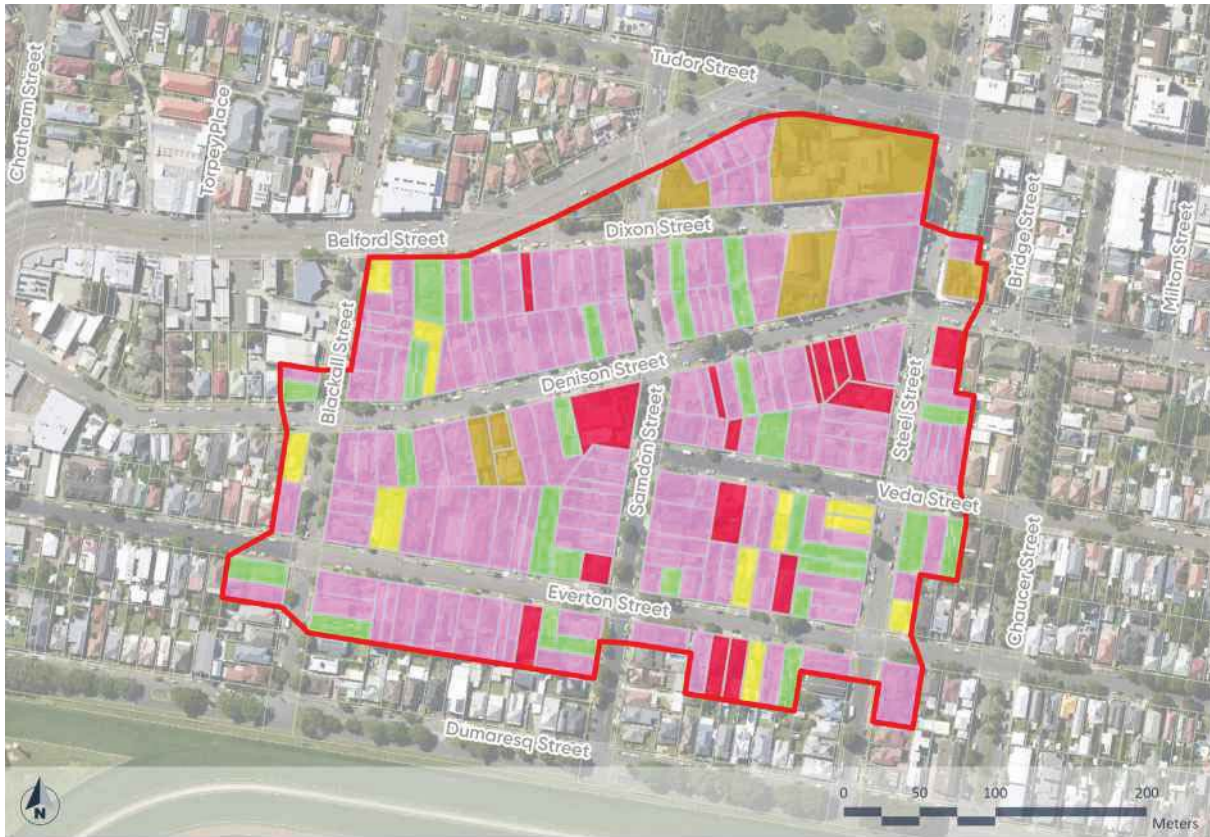 Tudor Street
Chatham Street
Torpey Place
Belford Street
Dixon Street
Bridge Street
Milton Street
Blackall Street
Denison Street
Samdon Street
Steel Street
Veda Street
Everton Street
Chaucer Street
Dumaresq Street
N
0 50 100 200
Meters